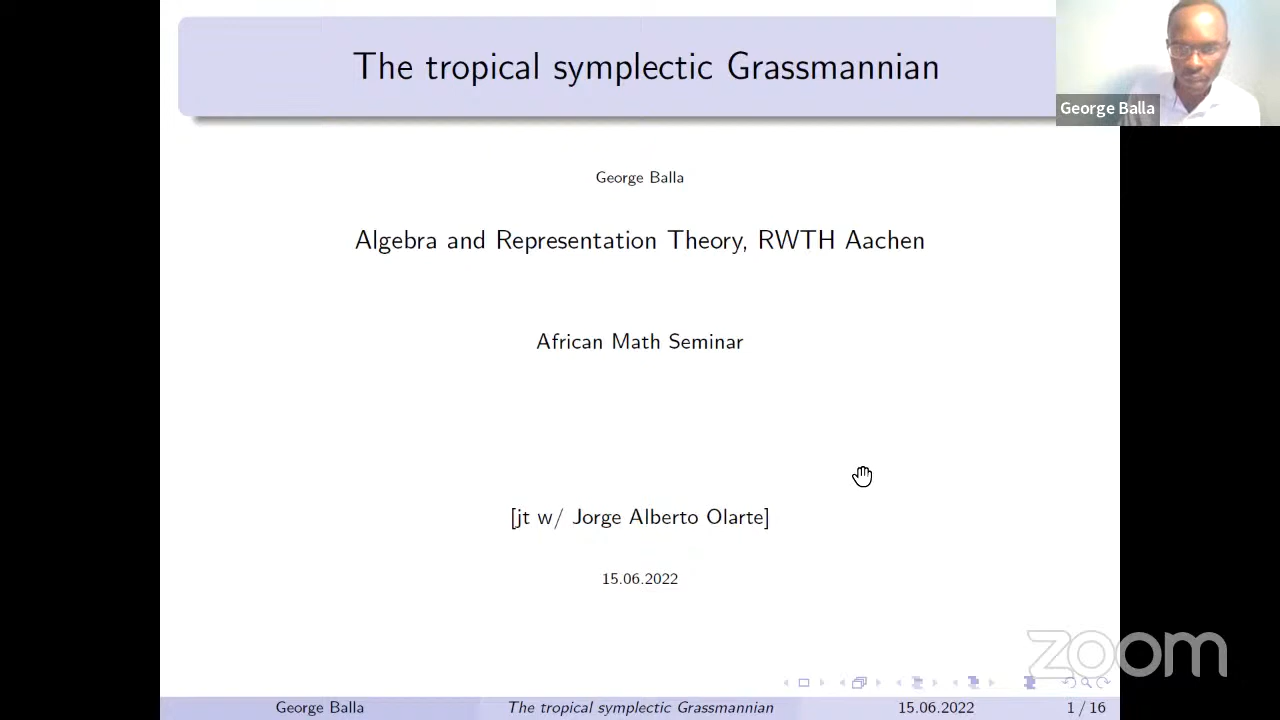 The tropical symplectic Grassmannian
George Balla
George Balla
Algebra and Representation Theory, RWTH Aachen
African Math Seminar
[jt w/ Jorge Alberto Olarte]
15.06.2022
zoom
George Balla
The tropical symplectic Grassmannian
15.06.2022
1 / 16